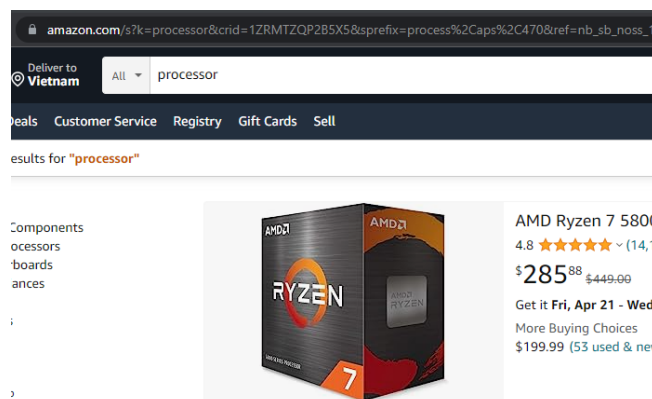 amazon.com/s?k=processor&crid=1ZRMTZQP2B5X5&sprefix=process%2Caps%2C470&ref=nb_sb_noss_1
Deliver to
Vietnam
All
processor
Deals Customer Service Registry Gift Cards Sell
esults for "processor"
Components
ocessors
rboards
ances
s
AMD
AMD
RYZEN
AMD
RYZEN
7
AMD Ryzen 7 5800
4.8 (14,1
$285.88 $449.00
Get it Fri, Apr 21 - Wed
More Buying Choices
$199.99 (53 used & new